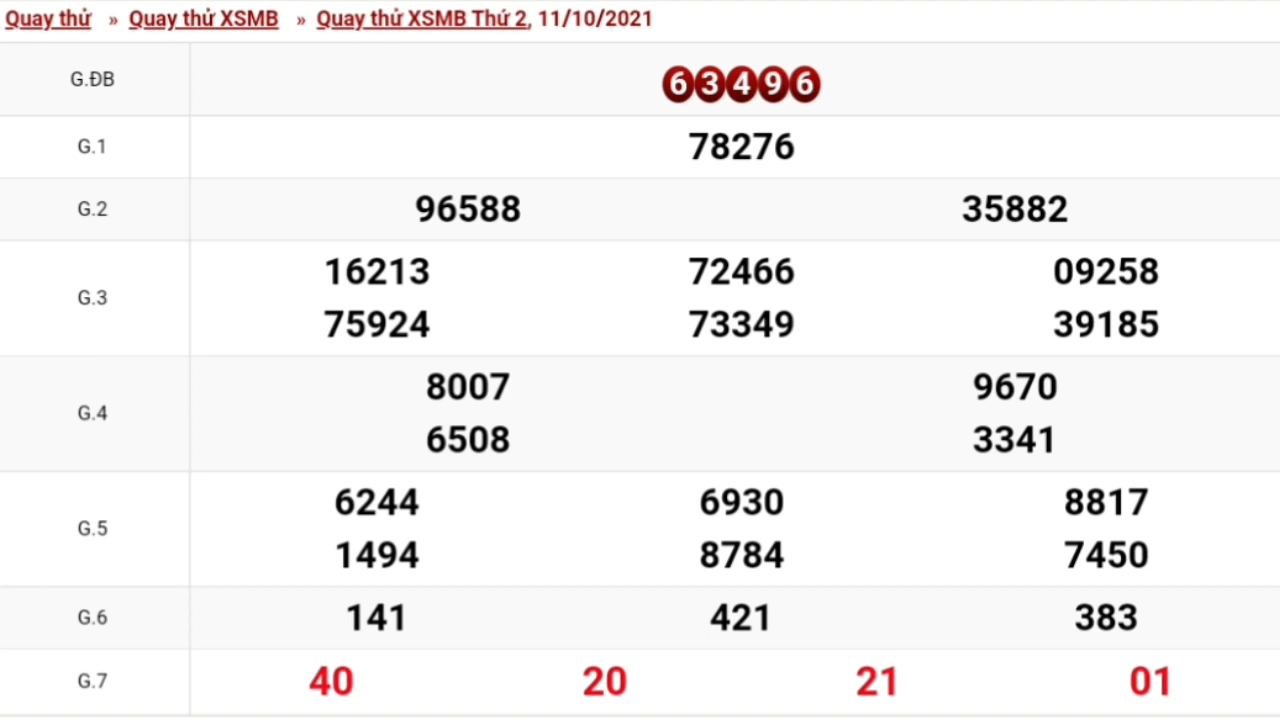 Quay thử » Quay thử XSMB » Quay thử XSMB Thứ 2, 11/10/2021
G.ĐB 63496
G.1 78276
G.2 96588 35882
G.3
16213 72466 09258
75924 73349 39185
G.4
8007 9670
6508 3341
G.5
6244 6930 8817
1494 8784 7450
G.6 141 421 383
G.7 40 20 21 01